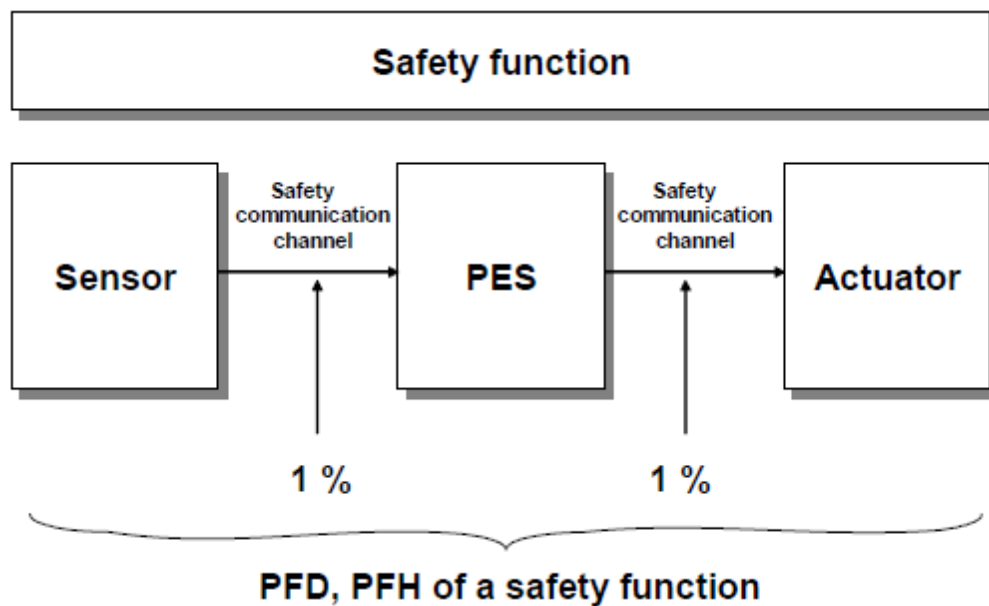 Safety function
Safety
communication
channel
Safety
communication
channel
Sensor
PES
Actuator
1 %
1 %
PFD, PFH of a safety function